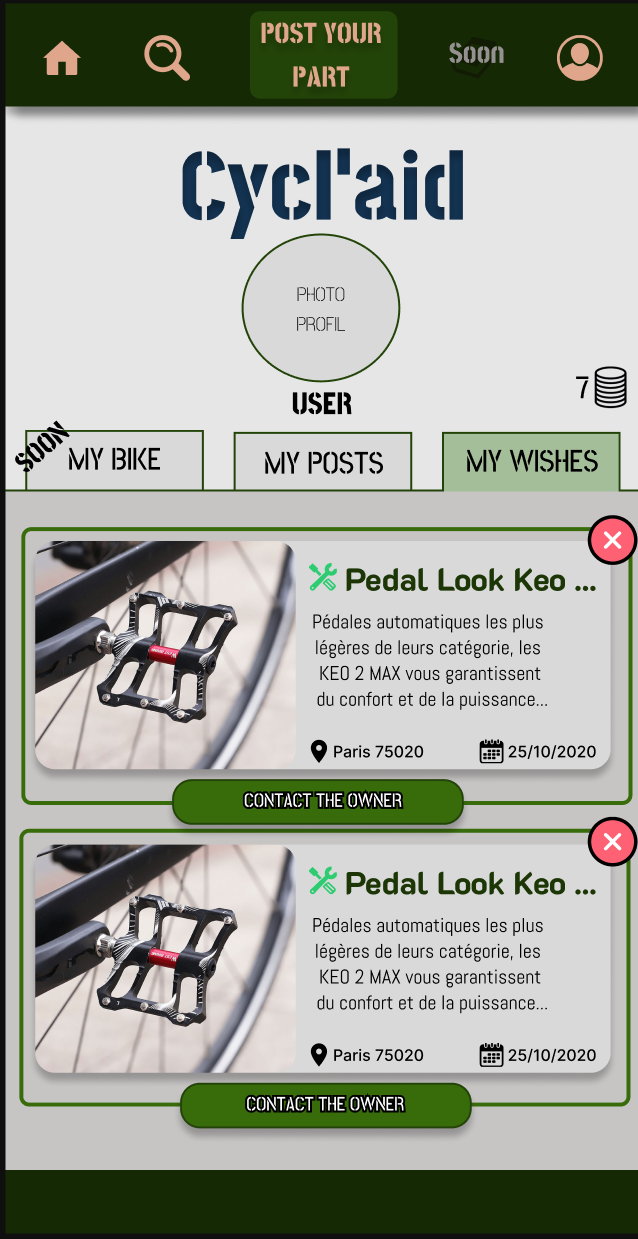 POST YOUR
PART
Soon
Cycl'aid
PHOTO
PROFIL
USER
7
SOON
MY BIKE
MY POSTS
MY WISHES
Pedal Look Keo ...
Pédales automatiques les plus
légères de leurs catégorie, les
KEO 2 MAX vous garantissent
du confort et de la puissance...
Paris 75020
25/10/2020
CONTACT THE OWNER
Pedal Look Keo ...
Pédales automatiques les plus
légères de leurs catégorie, les
KEO 2 MAX vous garantissent
du confort et de la puissance...
Paris 75020
25/10/2020
CONTACT THE OWNER